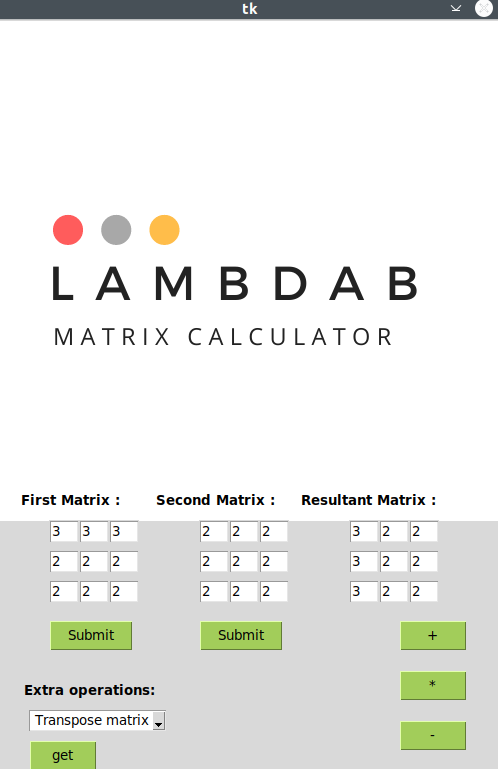 tk
LAMBDAB
MATRIX CALCULATOR
First Matrix : Second Matrix : Resultant Matrix :
3 3 3 2 2 2 3 2 2
2 2 2 2 2 2 3 2 2
2 2 2 2 2 2 3 2 2
Submit Submit +
Extra operations: *
Transpose matrix -
get